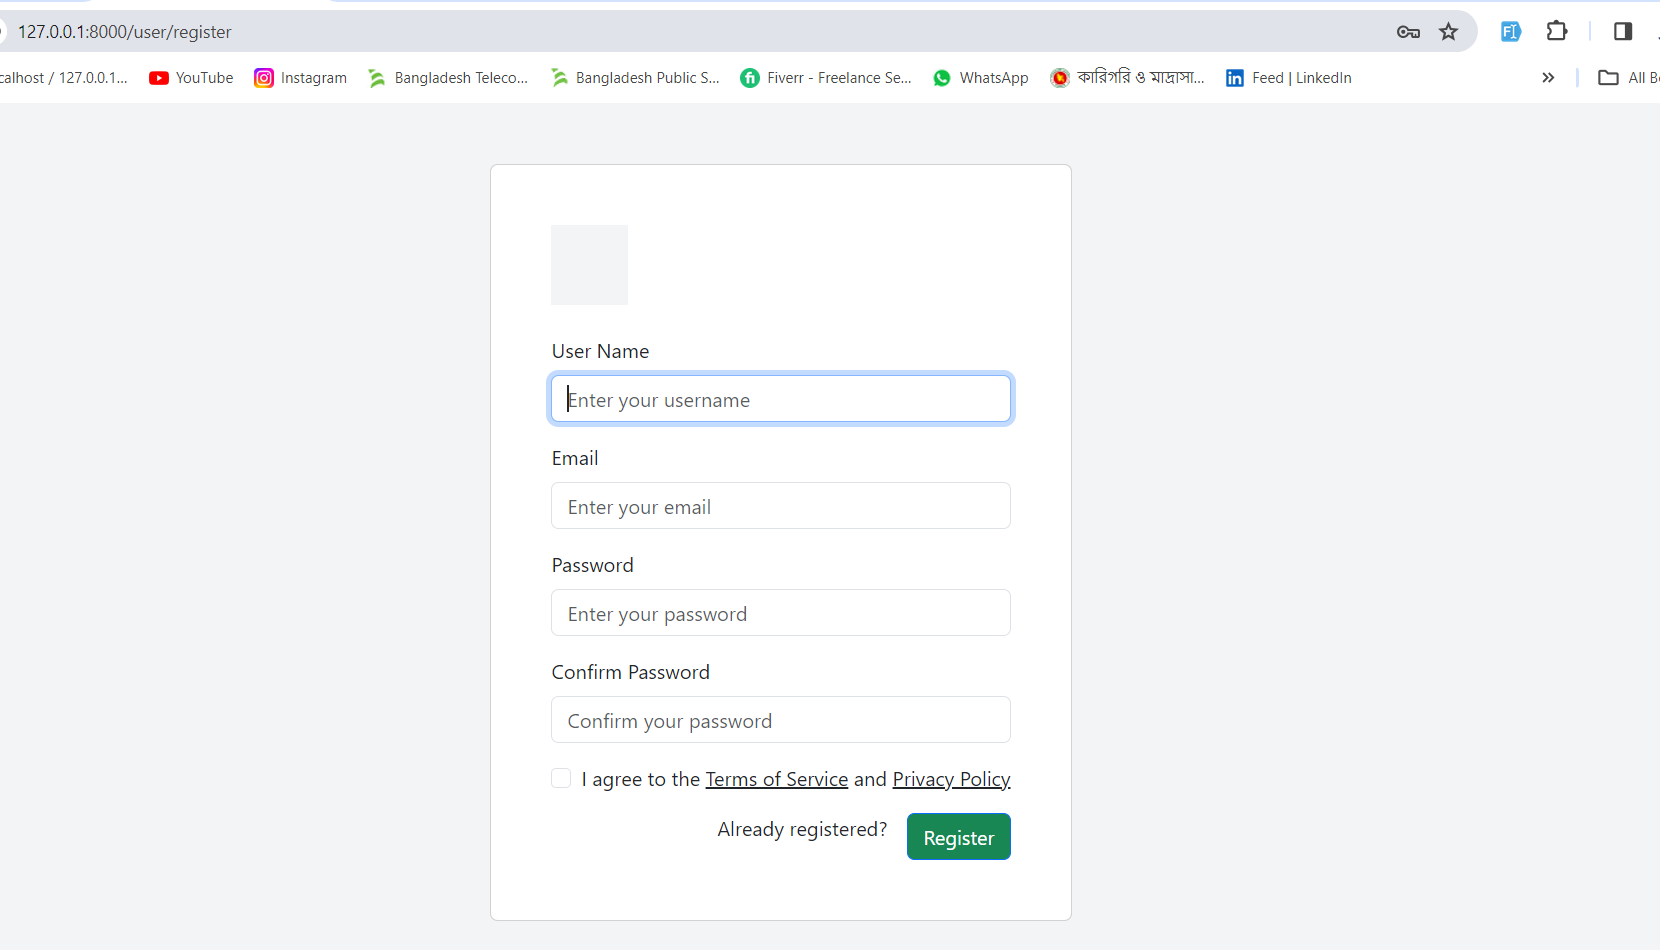 127.0.0.1:8000/user/register
calhost / 127.0.0.1... YouTube Instagram Bangladesh Teleco... Bangladesh Public S... Fiverr - Freelance Se... WhatsApp কারিগরি ও মাদ্রাসা... Feed | LinkedIn » All B
User Name
Enter your username
Email
Enter your email
Password
Enter your password
Confirm Password
Confirm your password
I agree to the Terms of Service and Privacy Policy
Already registered? Register